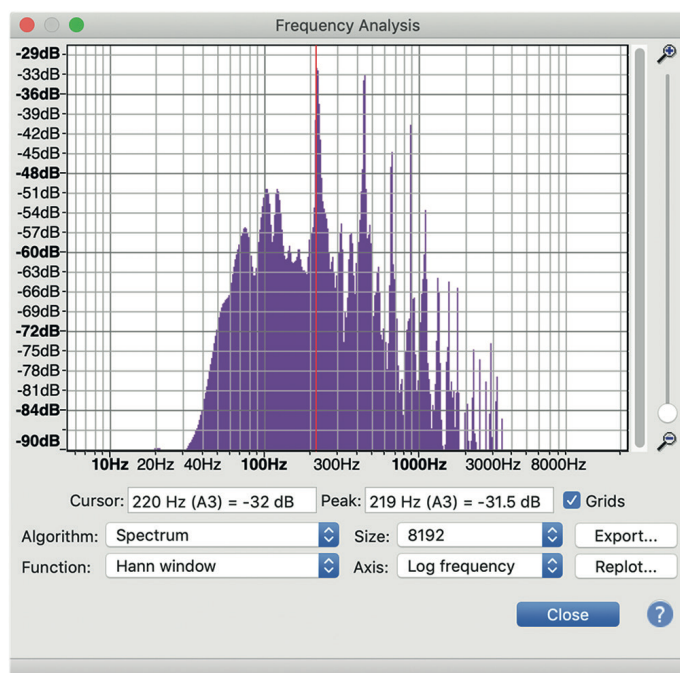 Frequency Analysis
-29dB
-33dB
-36dB
-39dB
-42dB
-45dB
-48dB
-51dB
-54dB
-57dB
-60dB
-63dB
-66dB
-69dB
-72dB
-75dB
-78dB
-81dB
-84dB
-90dB
10Hz 20Hz 40Hz 100Hz 300Hz 1000Hz 3000Hz 8000Hz
Cursor: 220 Hz (A3) = -32 dB Peak: 219 Hz (A3) = -31.5 dB Grids
Algorithm: Spectrum Size: 8192 Export...
Function: Hann window Axis: Log frequency Replot...
Close ?